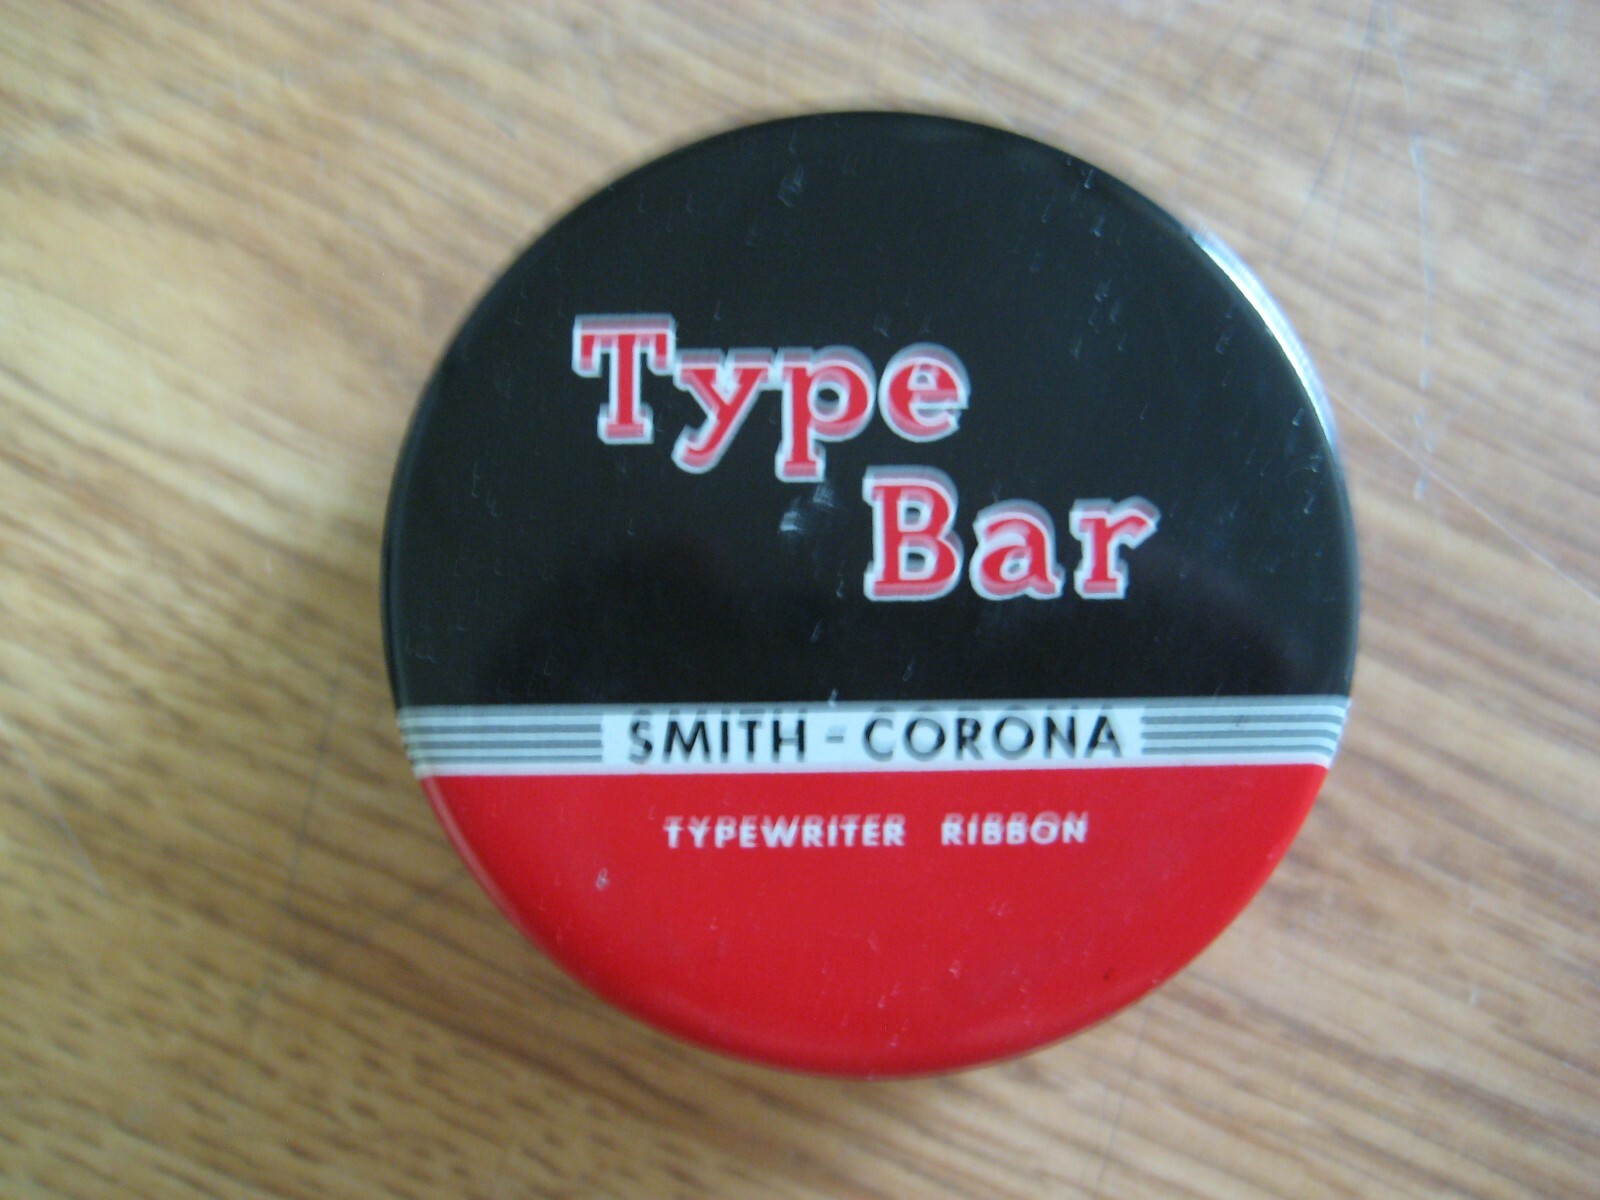 Type
Bar
SMITH-CORONA
TYPEWRITER RIBBON